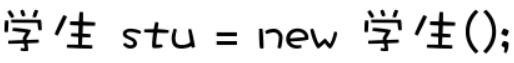 学生 stu = new 学生();